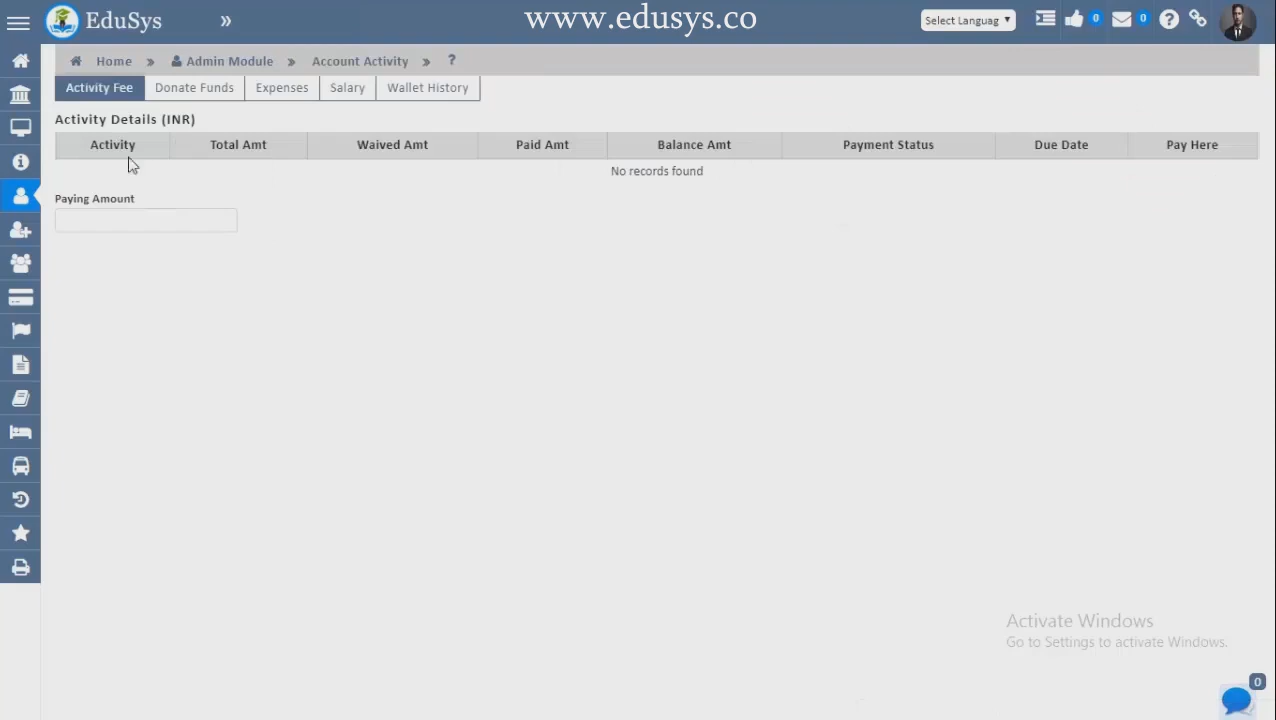 EduSys »
www.edusys.co
Select Languag
0
0
Home » Admin Module » Account Activity » ?
Activity Fee Donate Funds Expenses Salary Wallet History
Activity Details (INR)
Activity Total Amt Waived Amt Paid Amt Balance Amt Payment Status Due Date Pay Here
No records found
Paying Amount
Activate Windows
Go to Settings to activate Windows.
0